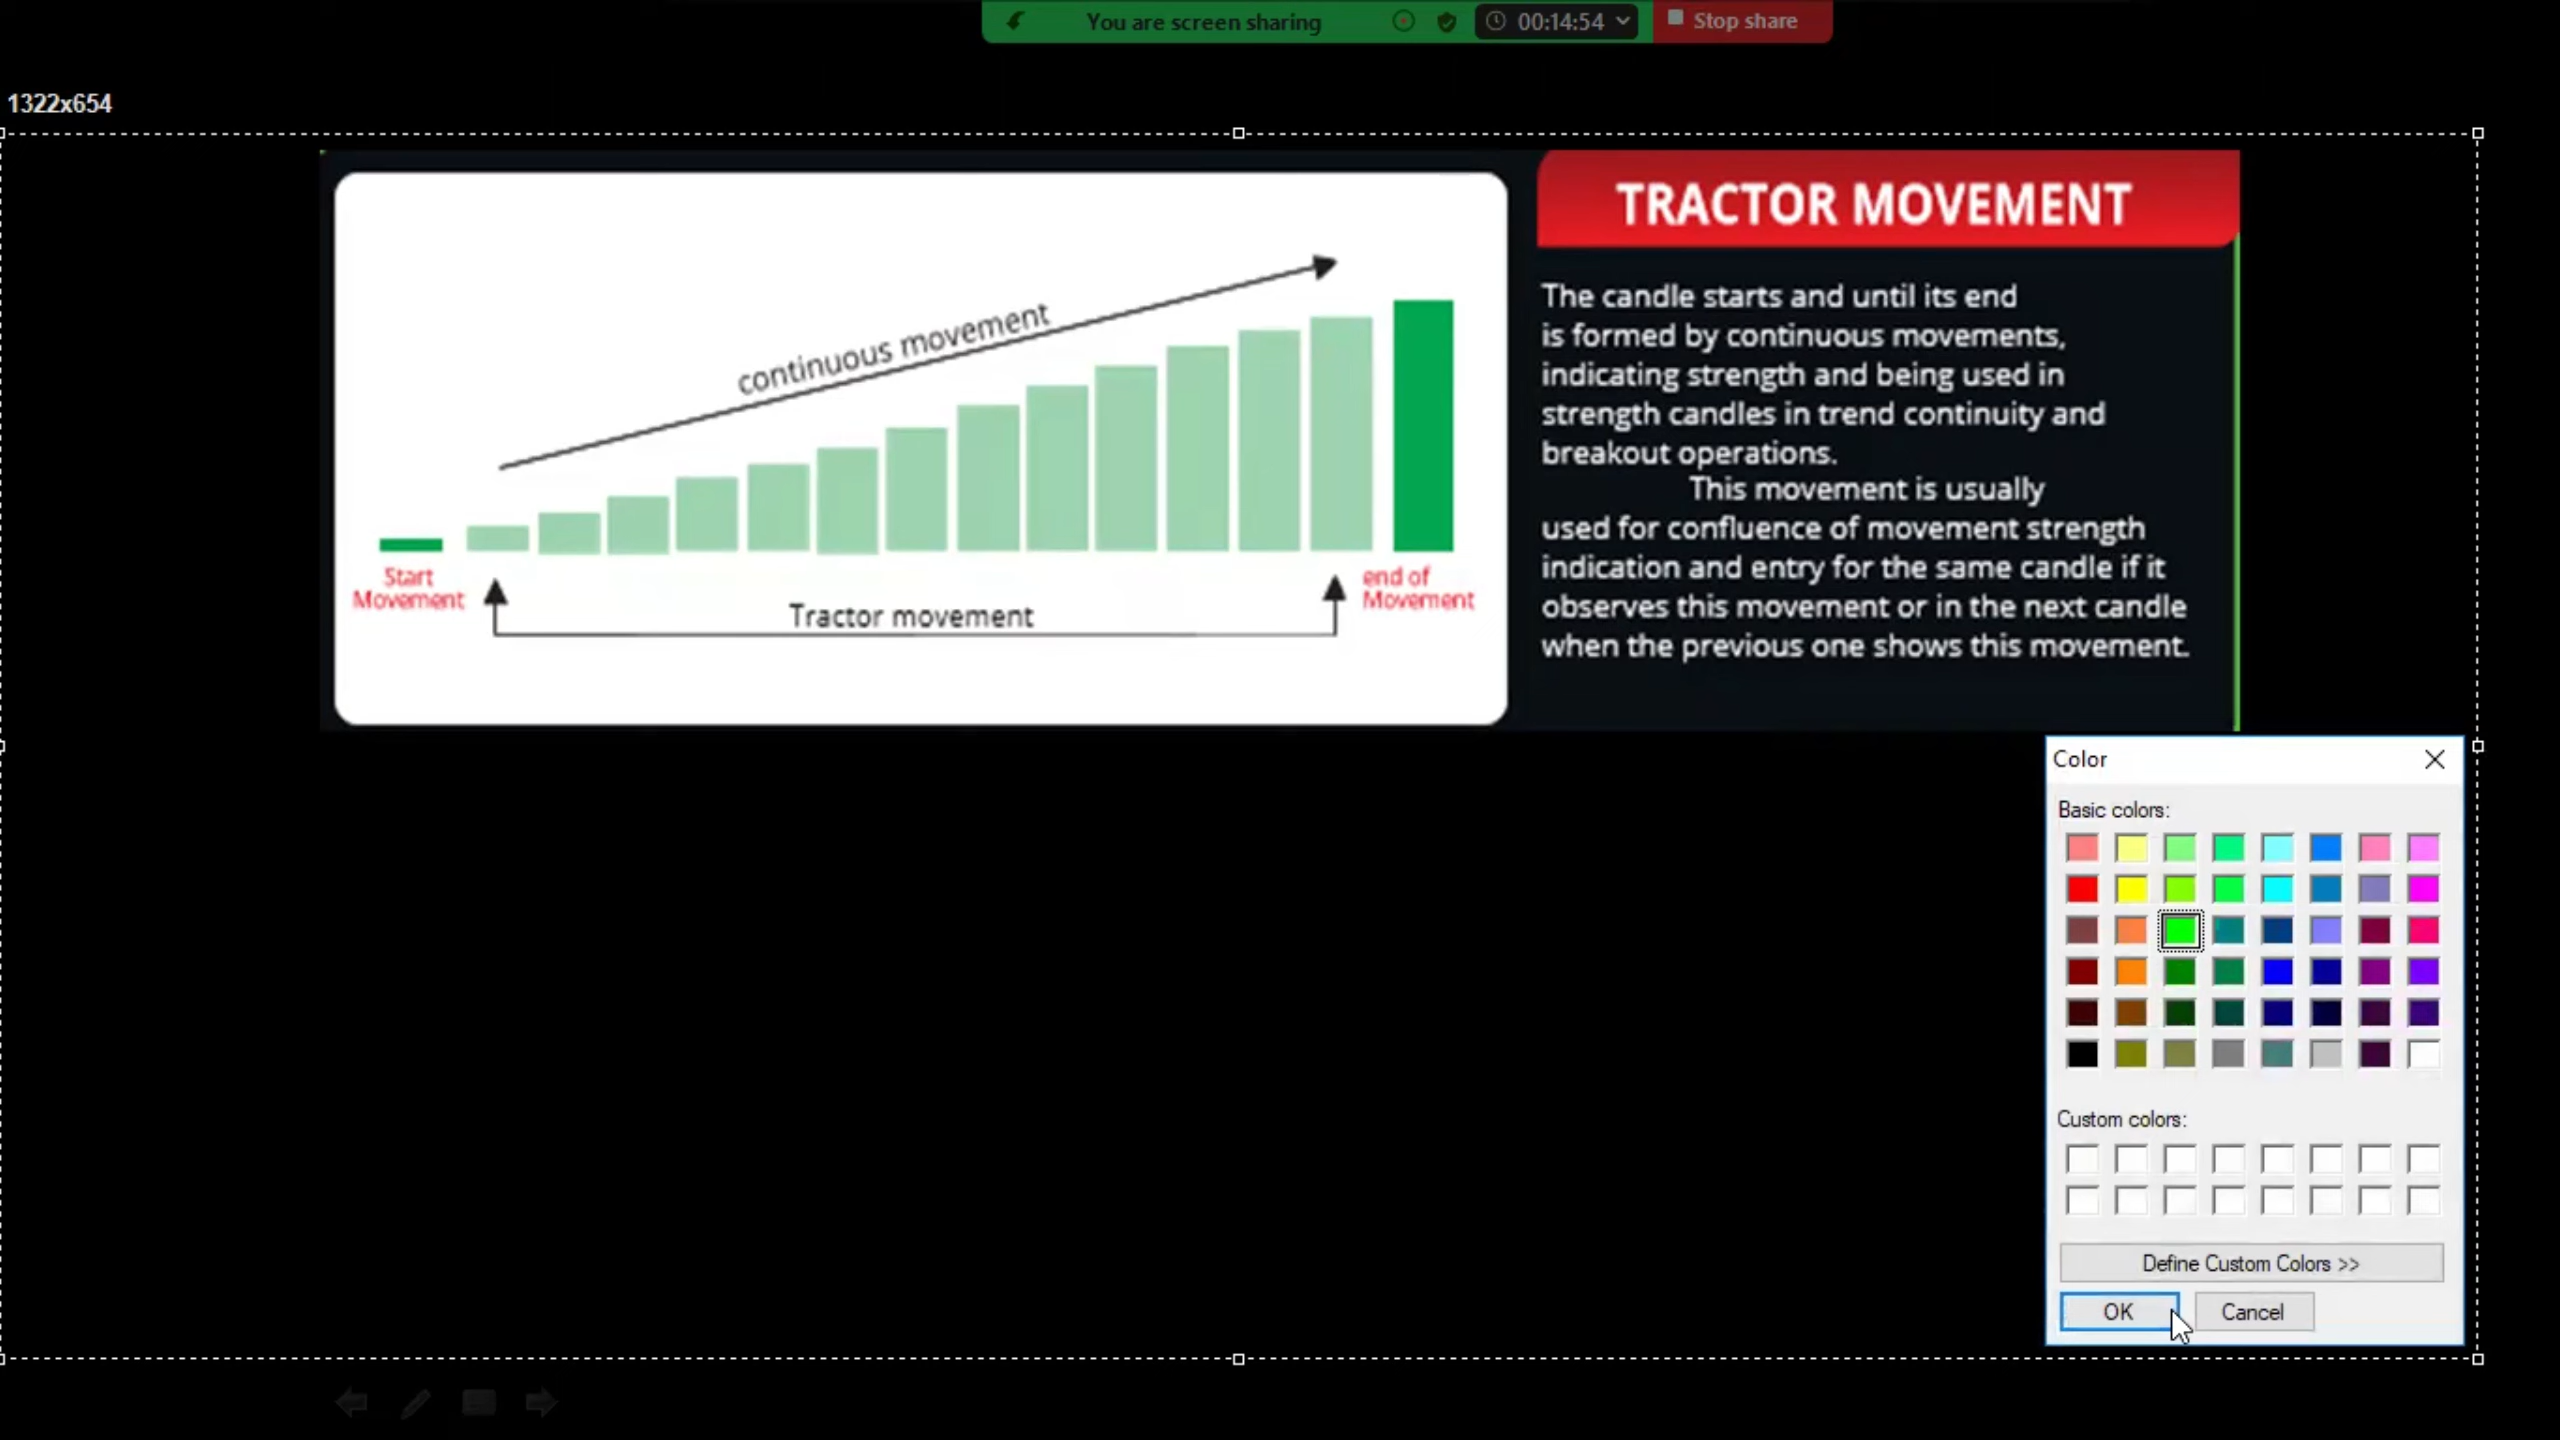 You are screen sharing
00:14:54
Stop share
1322x654
TRACTOR MOVEMENT
continuous movement
Start
Movement
Tractor movement
end of
Movement
The candle starts and until its end
is formed by continuous movements,
indicating strength and being used in
strength candles in trend continuity and
breakout operations.
This movement is usually
used for confluence of movement strength
indication and entry for the same candle if it
observes this movement or in the next candle
when the previous one shows this movement.
Color
Basic colors:
Custom colors:
Define Custom Colors >>
OK
Cancel